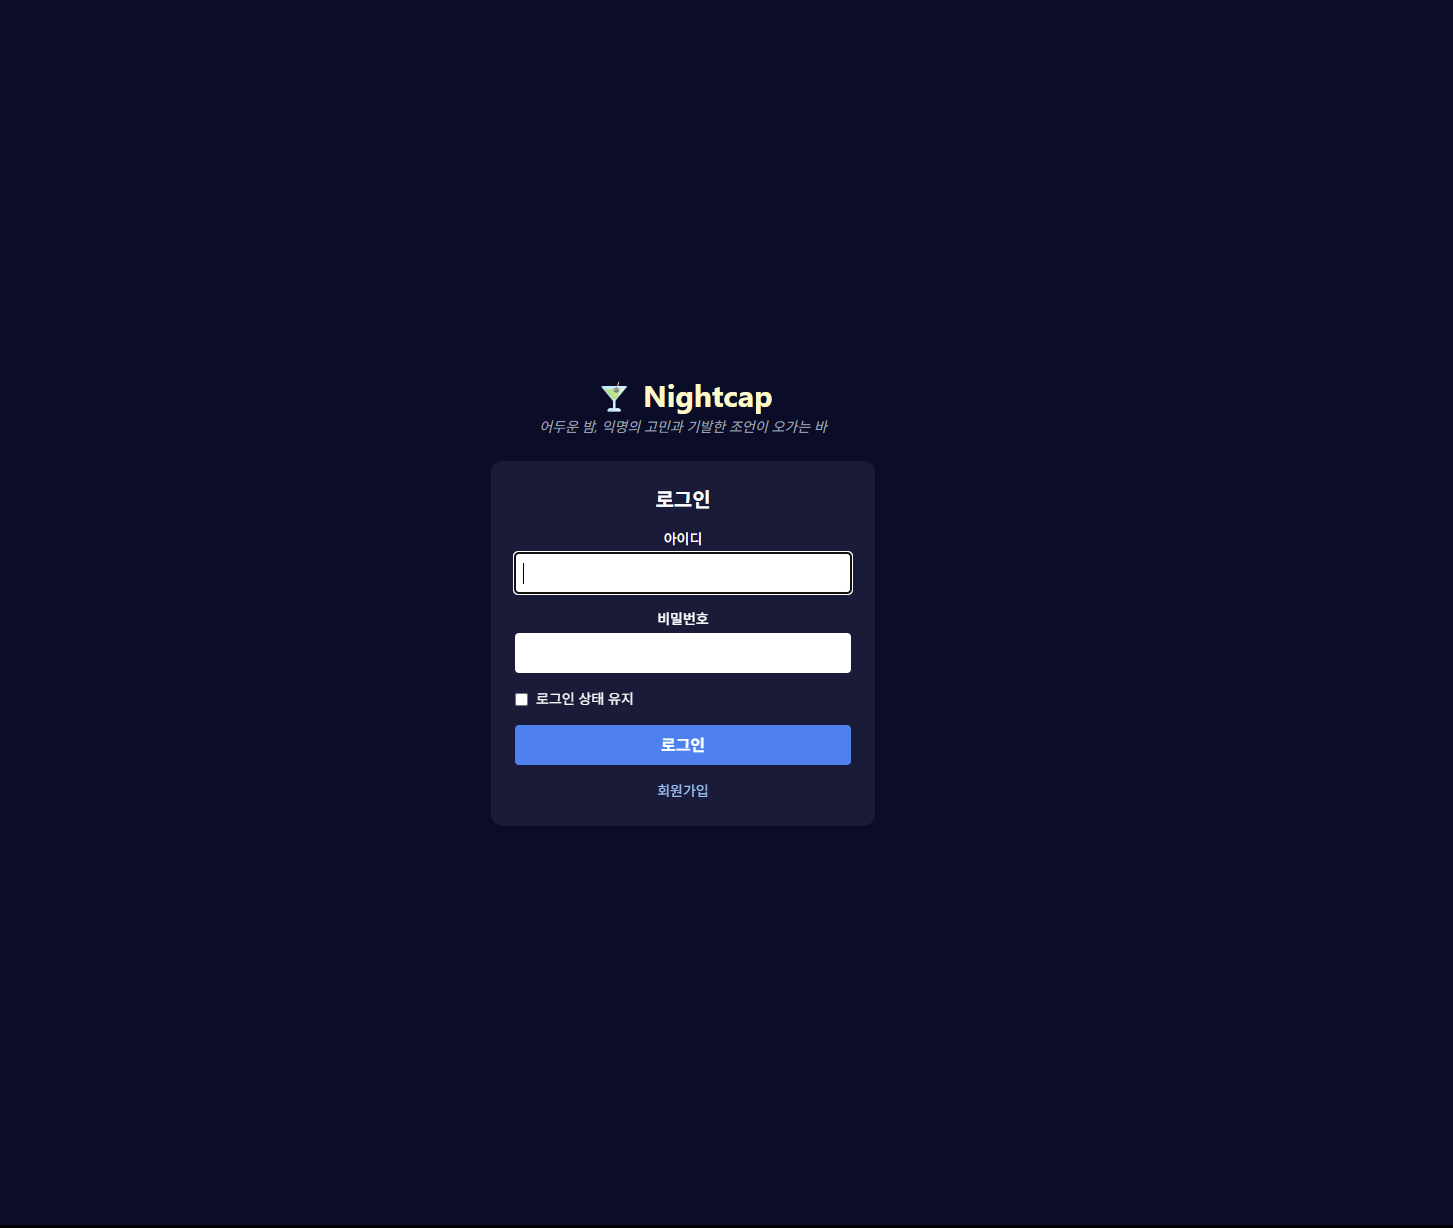 Nightcap
어두운 밤, 익명의 고민과 기발한 조언이 오가는 바
로그인
아이디
비밀번호
로그인 상태 유지
로그인
회원가입